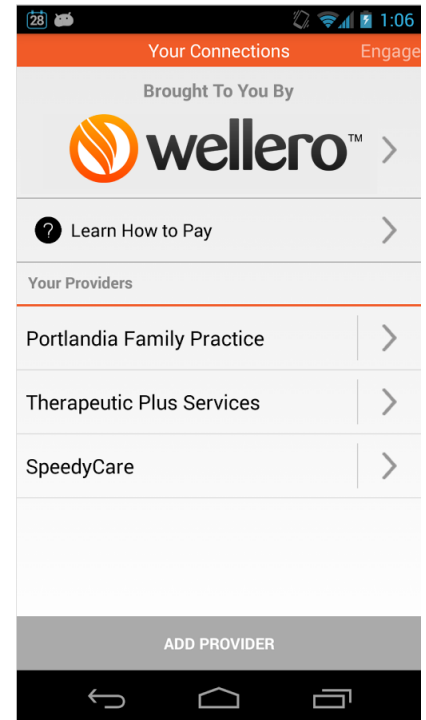 28
1:06
Your Connections
Engage
Brought To You By
wellero™
? Learn How to Pay
Your Providers
Portlandia Family Practice
Therapeutic Plus Services
SpeedyCare
ADD PROVIDER